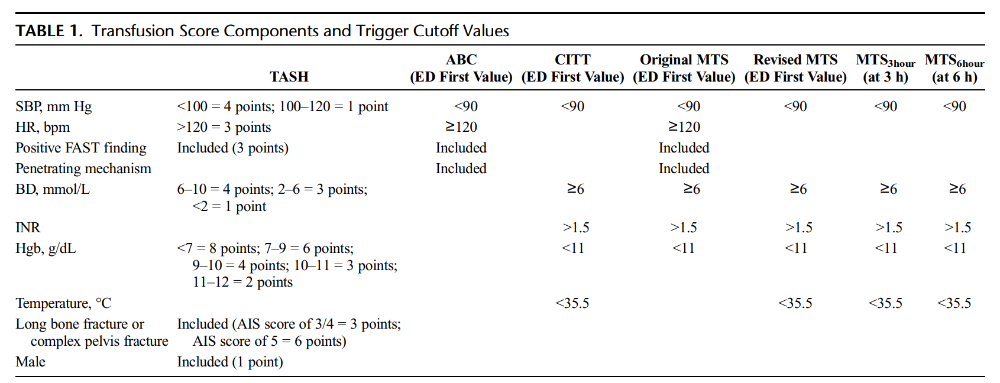 TABLE 1. Transfusion Score Components and Trigger Cutoff Values
ABC CITT Original MTS Revised MTS MTS3hour MTS6hour
TASH (ED First Value) (ED First Value) (ED First Value) (ED First Value) (at 3 h) (at 6 h)
SBP, mm Hg <100 = 4 points; 100–120 = 1 point <90 <90 <90 <90 <90 <90
HR, bpm >120 = 3 points ≥120 ≥120
Positive FAST finding Included (3 points) Included Included
Penetrating mechanism Included Included
BD, mmol/L 6–10 = 4 points; 2–6 = 3 points; ≥6 ≥6 ≥6 ≥6 ≥6
<2 = 1 point
INR >1.5 >1.5 >1.5 >1.5 >1.5
Hgb, g/dL <7 = 8 points; 7–9 = 6 points; <11 <11 <11 <11 <11
9–10 = 4 points; 10–11 = 3 points;
11–12 = 2 points
Temperature, °C <35.5 <35.5 <35.5 <35.5
Long bone fracture or Included (AIS score of 3/4 = 3 points;
complex pelvis fracture AIS score of 5 = 6 points)
Male Included (1 point)